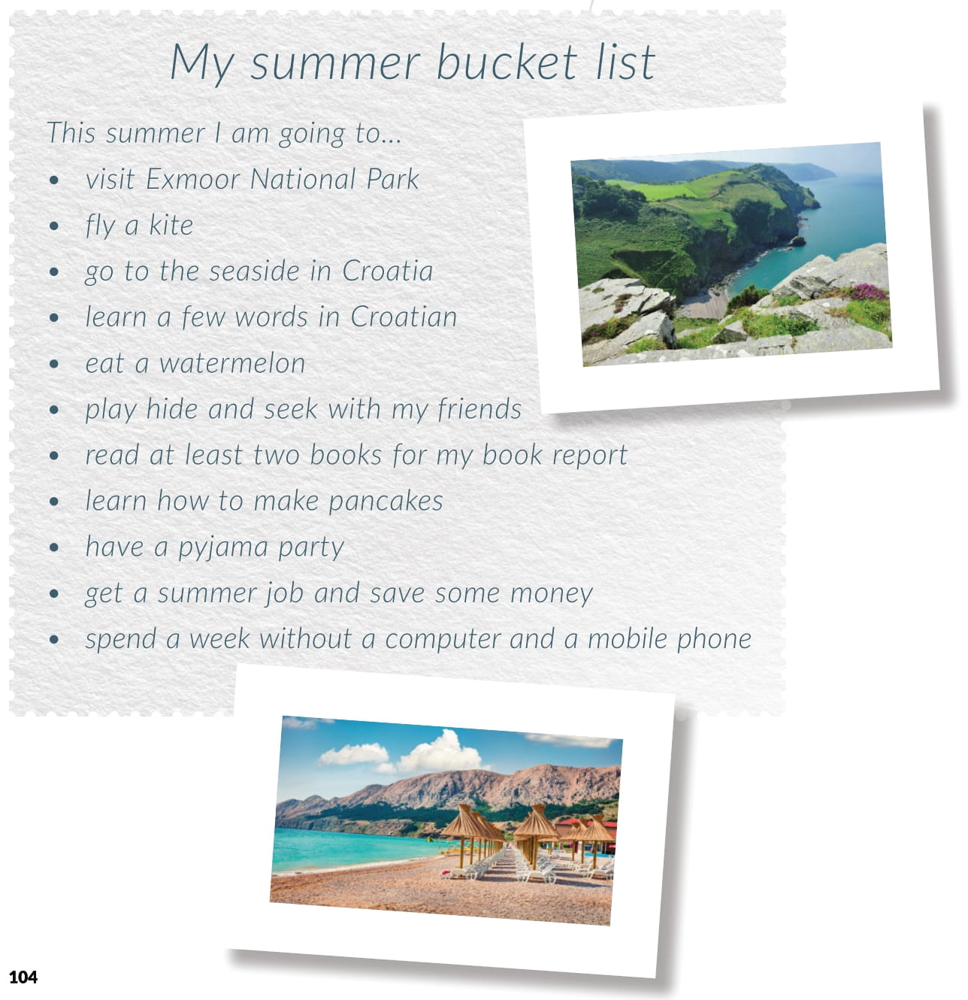 My summer bucket list
This summer I am going to...
• visit Exmoor National Park
• fly a kite
• go to the seaside in Croatia
• learn a few words in Croatian
• eat a watermelon
• play hide and seek with my friends
• read at least two books for my book report
• learn how to make pancakes
• have a pyjama party
• get a summer job and save some money
• spend a week without a computer and a mobile phone
104